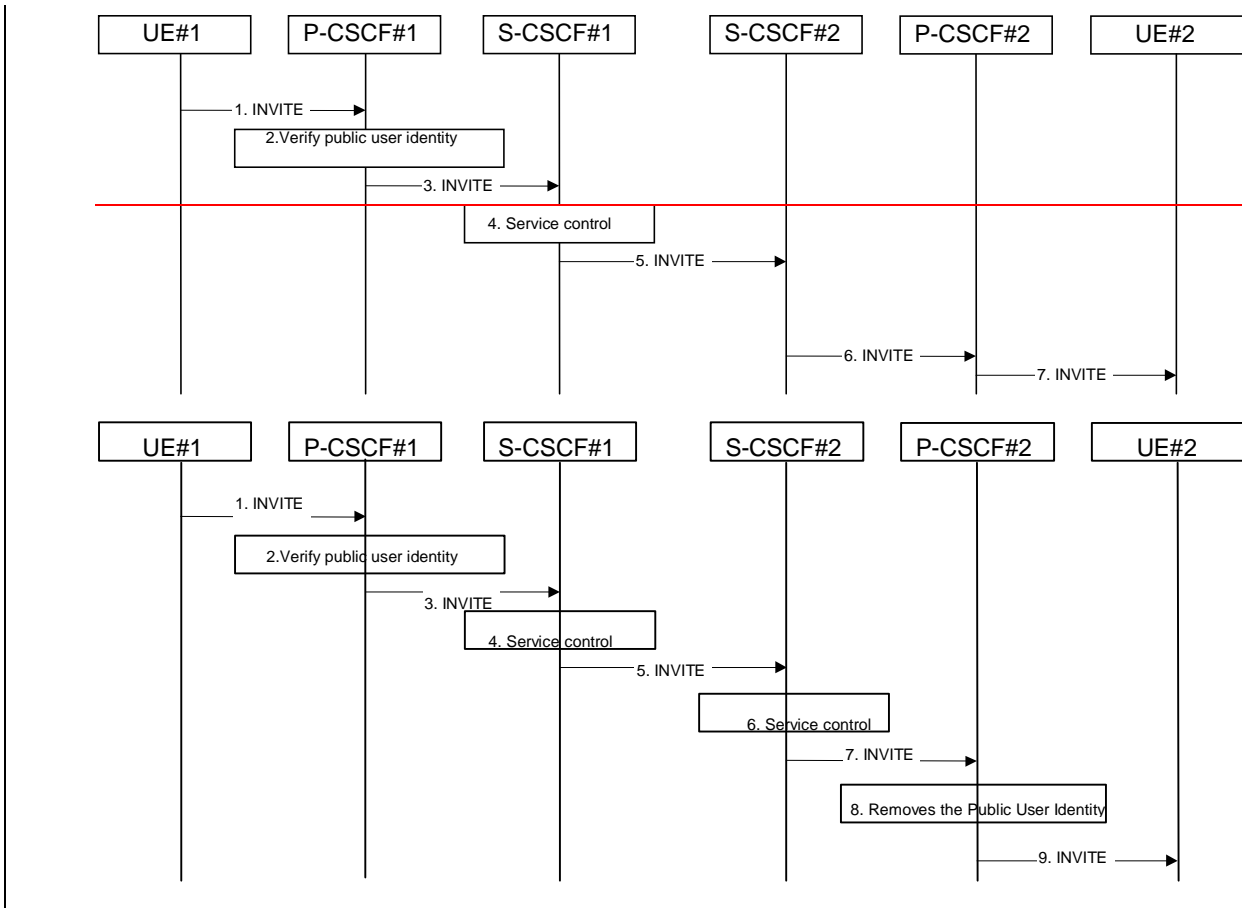 UE#1
P-CSCF#1
S-CSCF#1
S-CSCF#2
P-CSCF#2
UE#2
1. INVITE
2.Verify public user identity
3. INVITE
4. Service control
5. INVITE
6. INVITE
7. INVITE
UE#1
P-CSCF#1
S-CSCF#1
S-CSCF#2
P-CSCF#2
UE#2
1. INVITE
2.Verify public user identity
3. INVITE
4. Service control
5. INVITE
6. Service control
7. INVITE
8. Removes the Public User Identity
9. INVITE